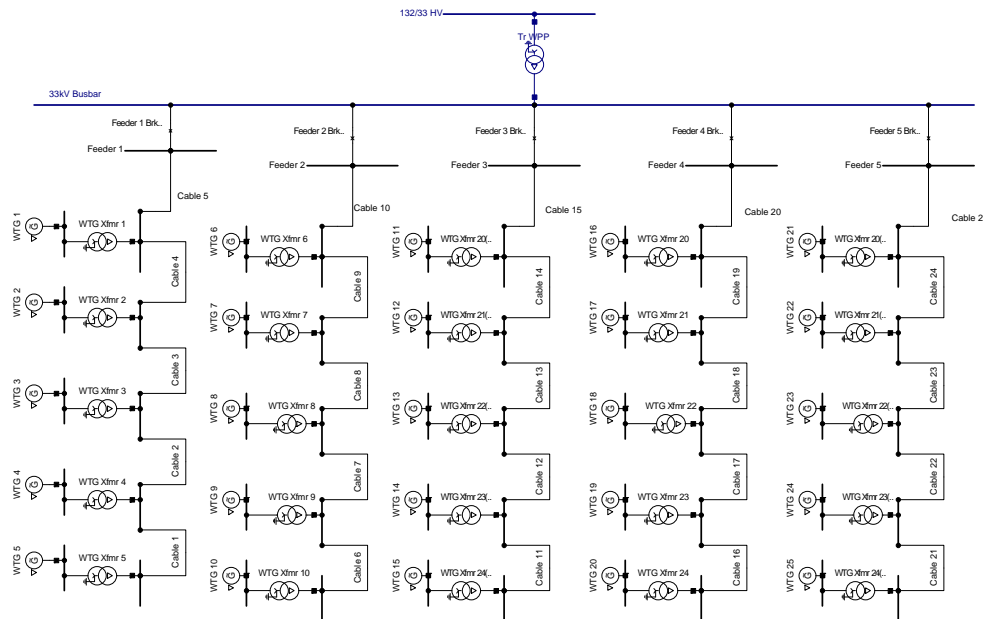 132/33 HV
Tr WPP
33kV Busbar
Feeder 1 Brk..
Feeder 2 Brk..
Feeder 3 Brk..
Feeder 4 Brk..
Feeder 5 Brk..
Feeder 1
Feeder 2
Feeder 3
Feeder 4
Feeder 5
Cable 5
Cable 10
Cable 15
Cable 20
Cable 2
WTG 1
G
WTG Xfmr 1
Cable 4
WTG 2
G
WTG Xfmr 2
Cable 3
WTG 3
G
WTG Xfmr 3
Cable 2
WTG 4
G
WTG Xfmr 4
Cable 1
WTG 5
G
WTG Xfmr 5
WTG 6
G
WTG Xfmr 6
Cable 9
WTG 7
G
WTG Xfmr 7
Cable 8
WTG 8
G
WTG Xfmr 8
Cable 7
WTG 9
G
WTG Xfmr 9
Cable 6
WTG 10
G
WTG Xfmr 10
WTG 11
G
WTG Xfmr 20(..
Cable 14
WTG 12
G
WTG Xfmr 21(..
Cable 13
WTG 13
G
WTG Xfmr 22(..
Cable 12
WTG 14
G
WTG Xfmr 23(..
Cable 11
WTG 15
G
WTG Xfmr 24(..
WTG 16
G
WTG Xfmr 20
Cable 19
WTG 17
G
WTG Xfmr 21
Cable 18
WTG 18
G
WTG Xfmr 22
Cable 17
WTG 19
G
WTG Xfmr 23
Cable 16
WTG 20
G
WTG Xfmr 24
WTG 21
G
WTG Xfmr 20(..
Cable 24
WTG 22
G
WTG Xfmr 21(..
Cable 23
WTG 23
G
WTG Xfmr 22(..
Cable 22
WTG 24
G
WTG Xfmr 23(..
Cable 21
WTG 25
G
WTG Xfmr 24(..